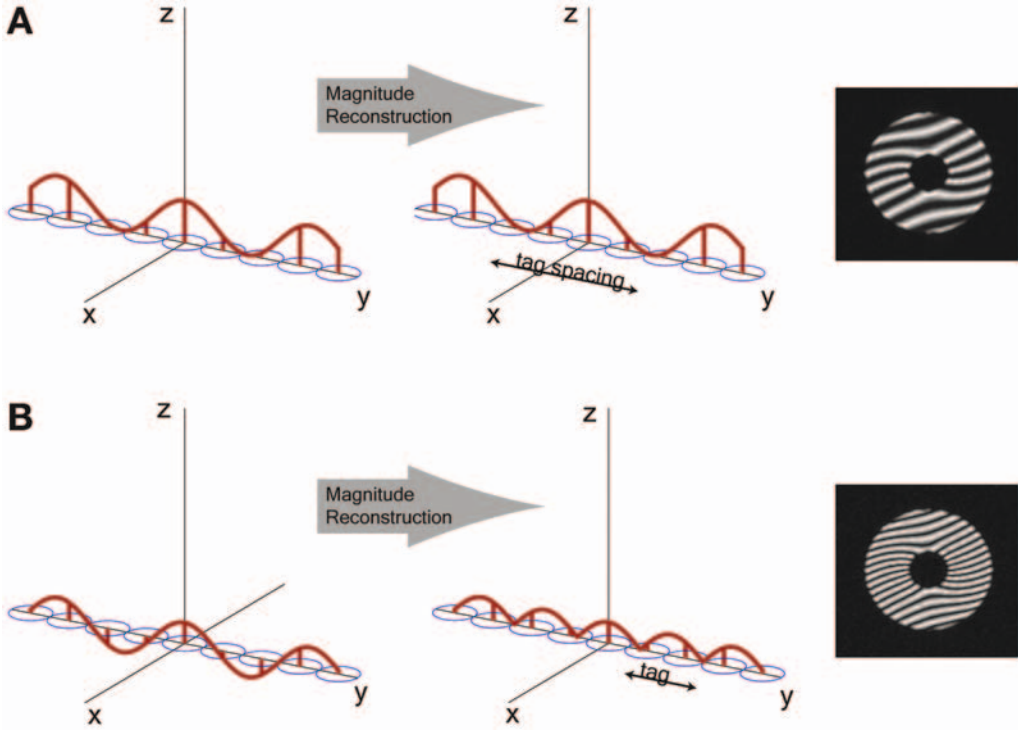 A
z
Magnitude
Reconstruction
y
x
z
tag spacing
y
x
B
z
Magnitude
Reconstruction
y
x
z
tag
y
x